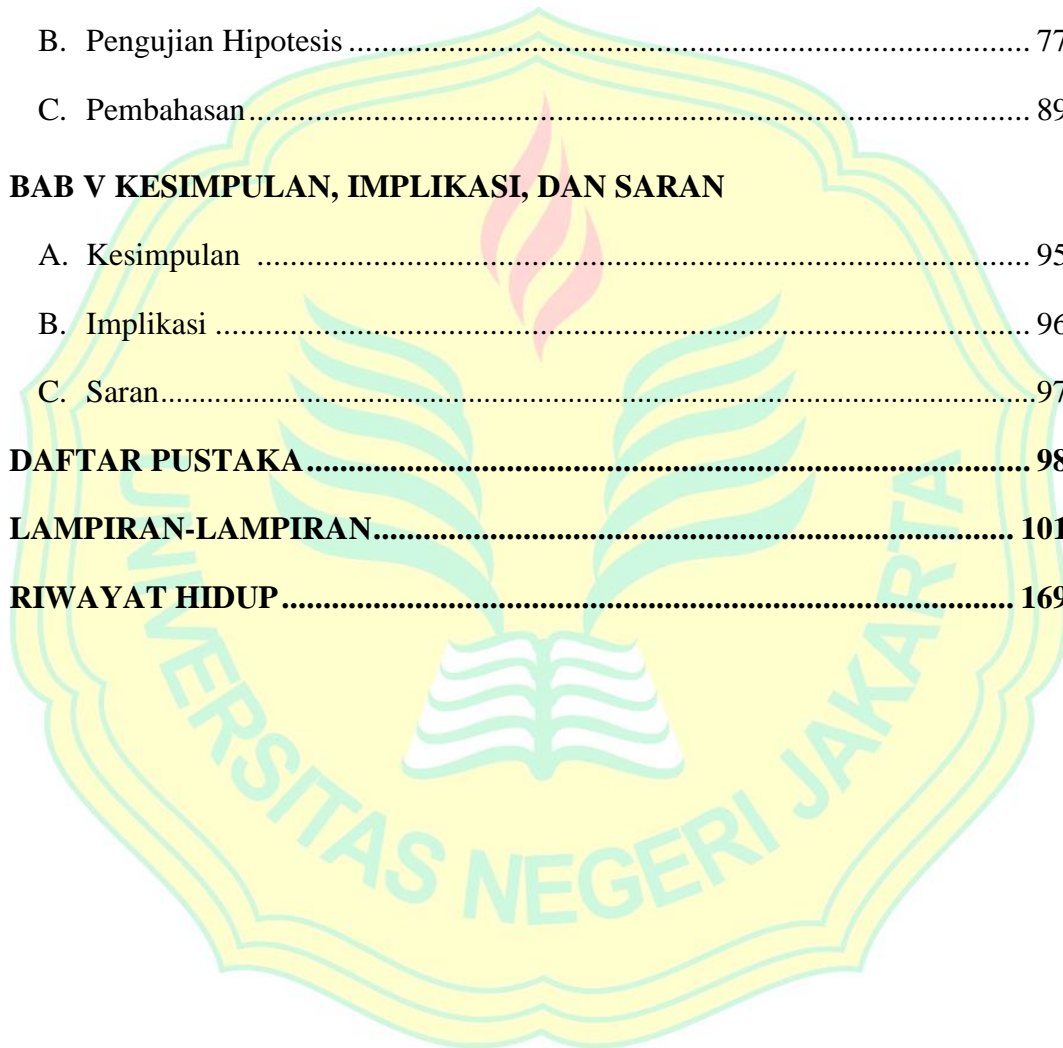 B. Pengujian Hipotesis ........................................................................................ 77
C. Pembahasan ..................................................................................................... 89
BAB V KESIMPULAN, IMPLIKASI, DAN SARAN
A. Kesimpulan .................................................................................................... 95
B. Implikasi ......................................................................................................... 96
C. Saran................................................................................................................97
DAFTAR PUSTAKA ............................................................................................. 98
LAMPIRAN-LAMPIRAN.................................................................................... 101
RIWAYAT HIDUP ............................................................................................... 169
UNIVERSITAS NEGERI JAKARTA